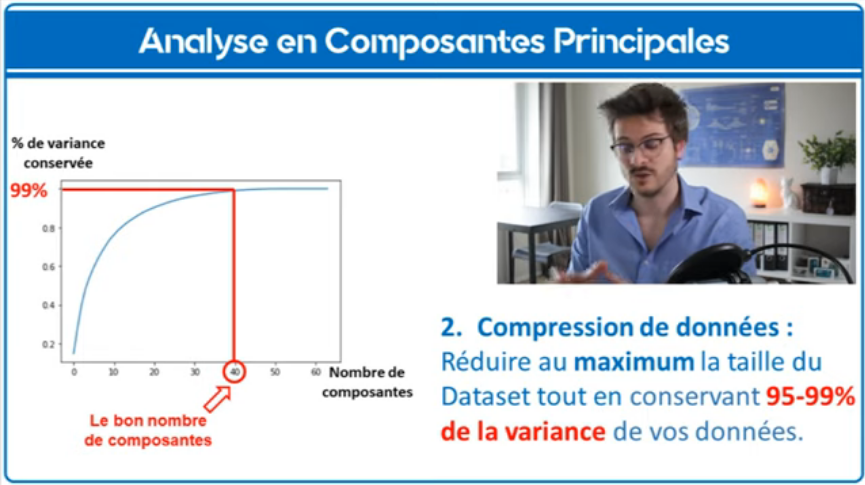 Analyse en Composantes Principales
% de variance
conservée
99%
0.8
0.6
0.4
0.2
0 10 20 30 40 50 60
Nombre de
composantes
Le bon nombre
de composantes
2. Compression de données :
Réduire au maximum la taille du
Dataset tout en conservant 95-99%
de la variance de vos données.